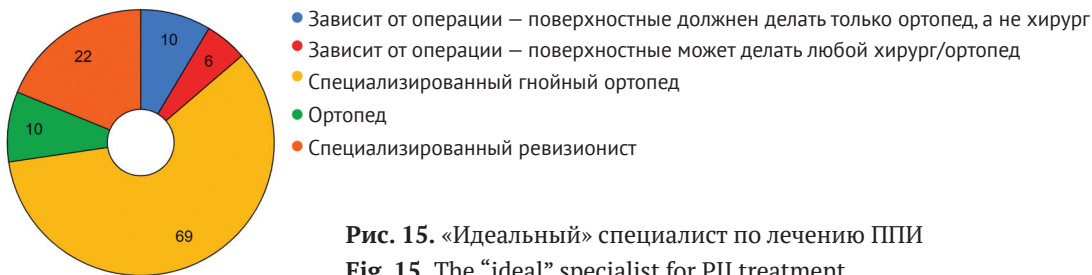 10
6
22
10
69
Зависит от операции — поверхностные должен делать только ортопед, а не хирург
Зависит от операции — поверхностные может делать любой хирург/ортопед
Специализированный гнойный ортопед
Ортопед
Специализированный ревизионист
Рис. 15. «Идеальный» специалист по лечению ППИ
Fig. 15. The “ideal” specialist for PJI treatment